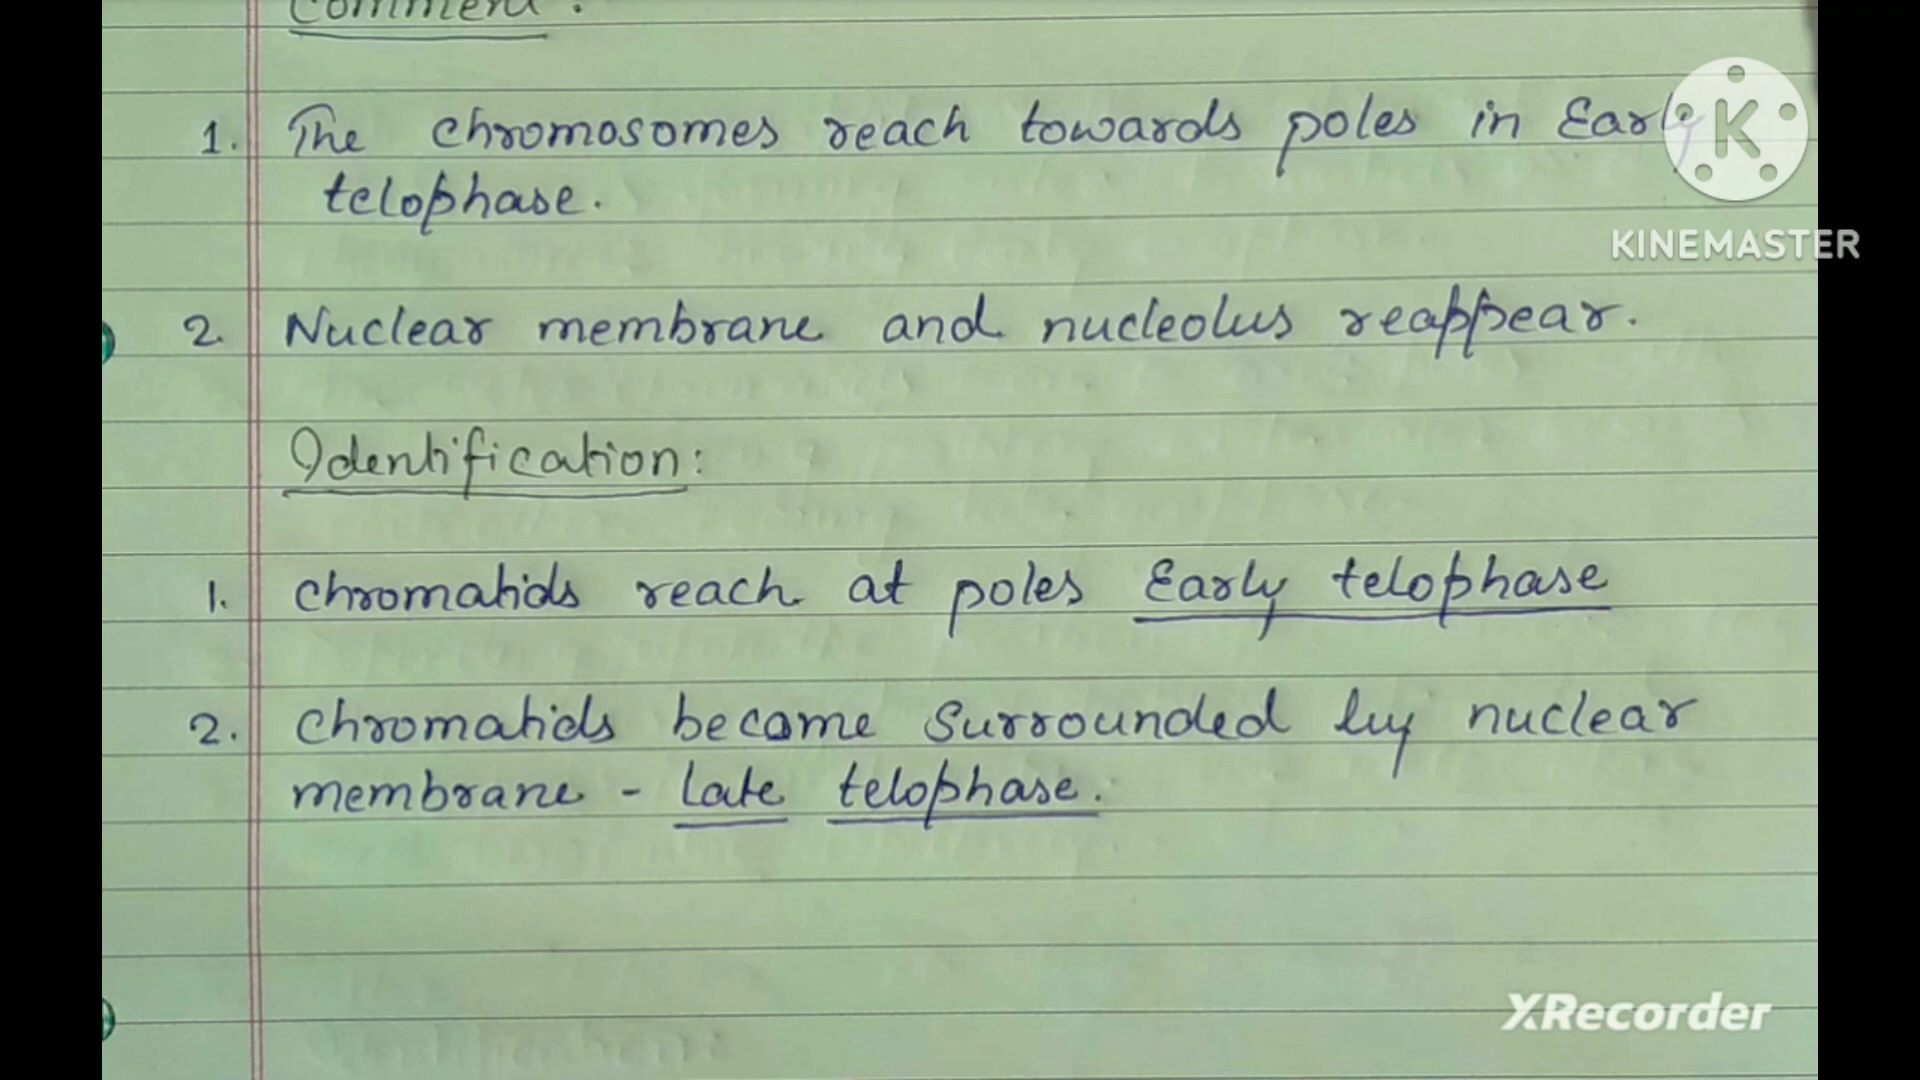 Comment :
1. The chromosomes reach towards poles in Early
telophase.
2. Nuclear membrane and nucleolus reappear.
Identification:
1. Chromatids reach at poles Early telophase
2. Chromatids become surrounded by nuclear
membrane - late telophase.
K
KINEMASTER
XRecorder